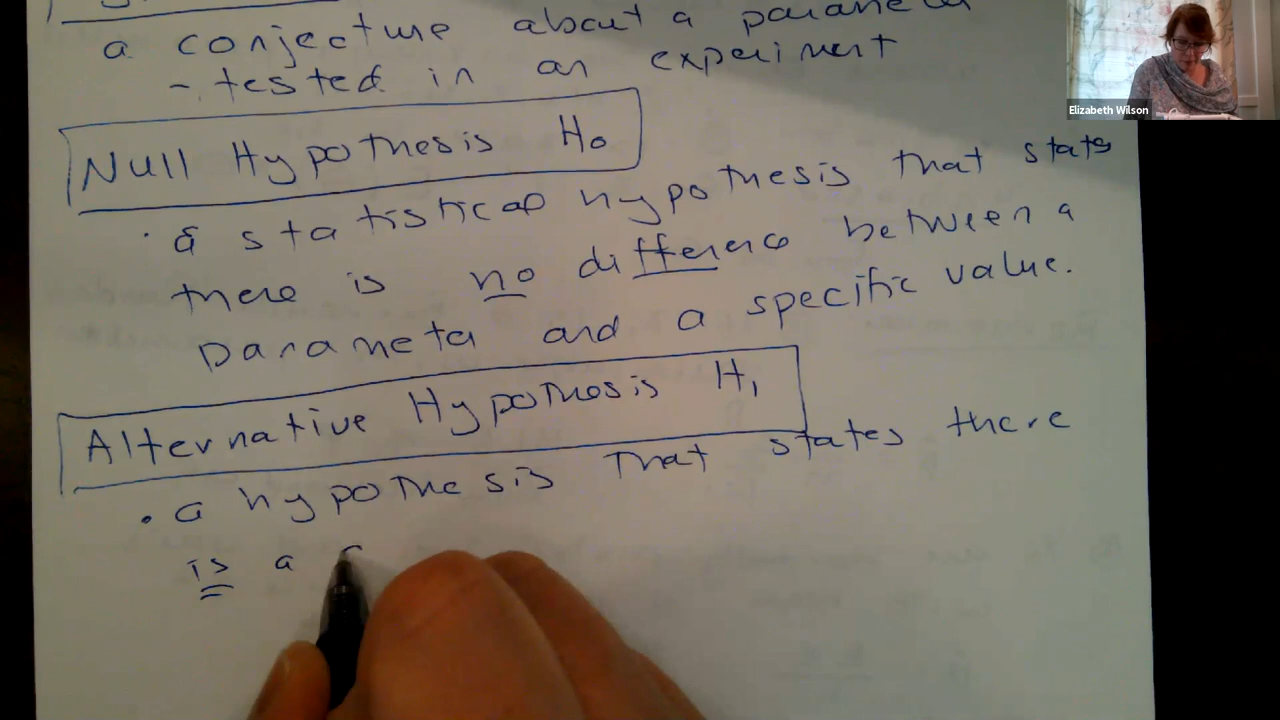 a conjecture about a
- tested in an experiment
Null Hypothesis H₀
• a statistical hypothesis that states
there is no difference between a
parameter and a specific value.
Alternative Hypothesis H₁
• a hypothesis that states there
is a
Elizabeth Wilson